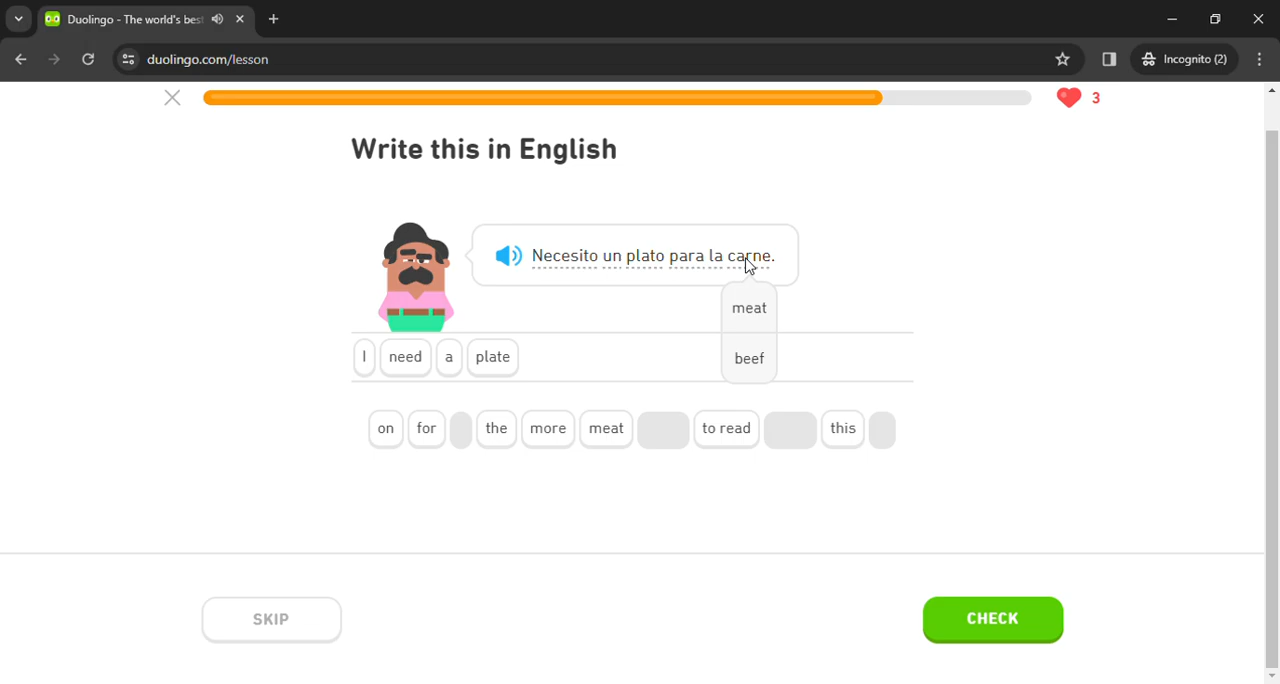 Duolingo - The world's bes
duolingo.com/lesson
Incognito (2)
3
Write this in English
Necesito un plato para la carne.
meat
beef
I need a plate
on for the more meat to read this
SKIP
CHECK